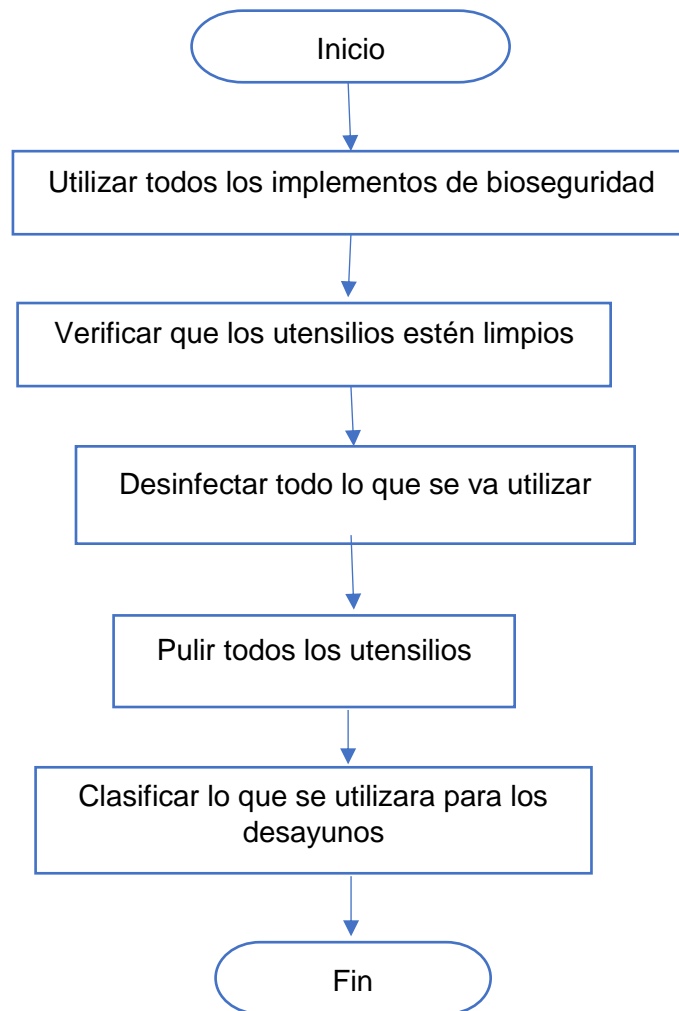 Inicio
Utilizar todos los implementos de bioseguridad
Verificar que los utensilios estén limpios
Desinfectar todo lo que se va utilizar
Pulir todos los utensilios
Clasificar lo que se utilizara para los
desayunos
Fin